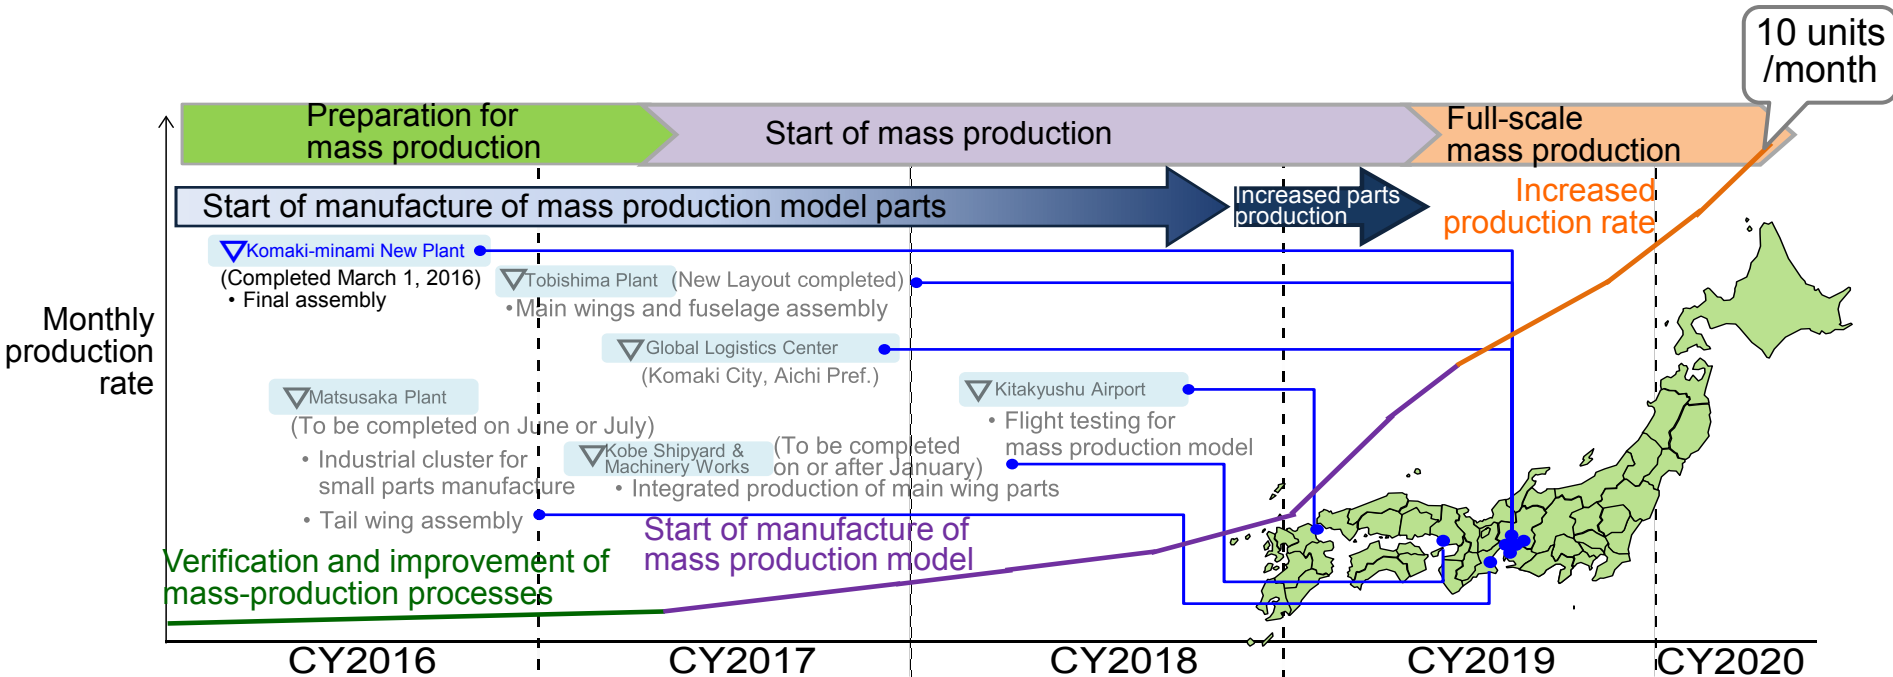 10 units
/month
Preparation for
mass production
Start of mass production
Full-scale
mass production
Start of manufacture of mass production model parts
Increased parts
production
Increased
production rate
Komaki-minami New Plant
(Completed March 1, 2016)
• Final assembly
Tobishima Plant (New Layout completed)
•Main wings and fuselage assembly
Monthly
production
rate
Global Logistics Center
(Komaki City, Aichi Pref.)
Matsusaka Plant
(To be completed on June or July)
• Industrial cluster for
small parts manufacture
• Tail wing assembly
Kitakyushu Airport
• Flight testing for
mass production model
Kobe Shipyard &
Machinery Works
(To be completed
on or after January)
• Integrated production of main wing parts
Start of manufacture of
mass production model
Verification and improvement of
mass-production processes
CY2016
CY2017
CY2018
CY2019
CY2020